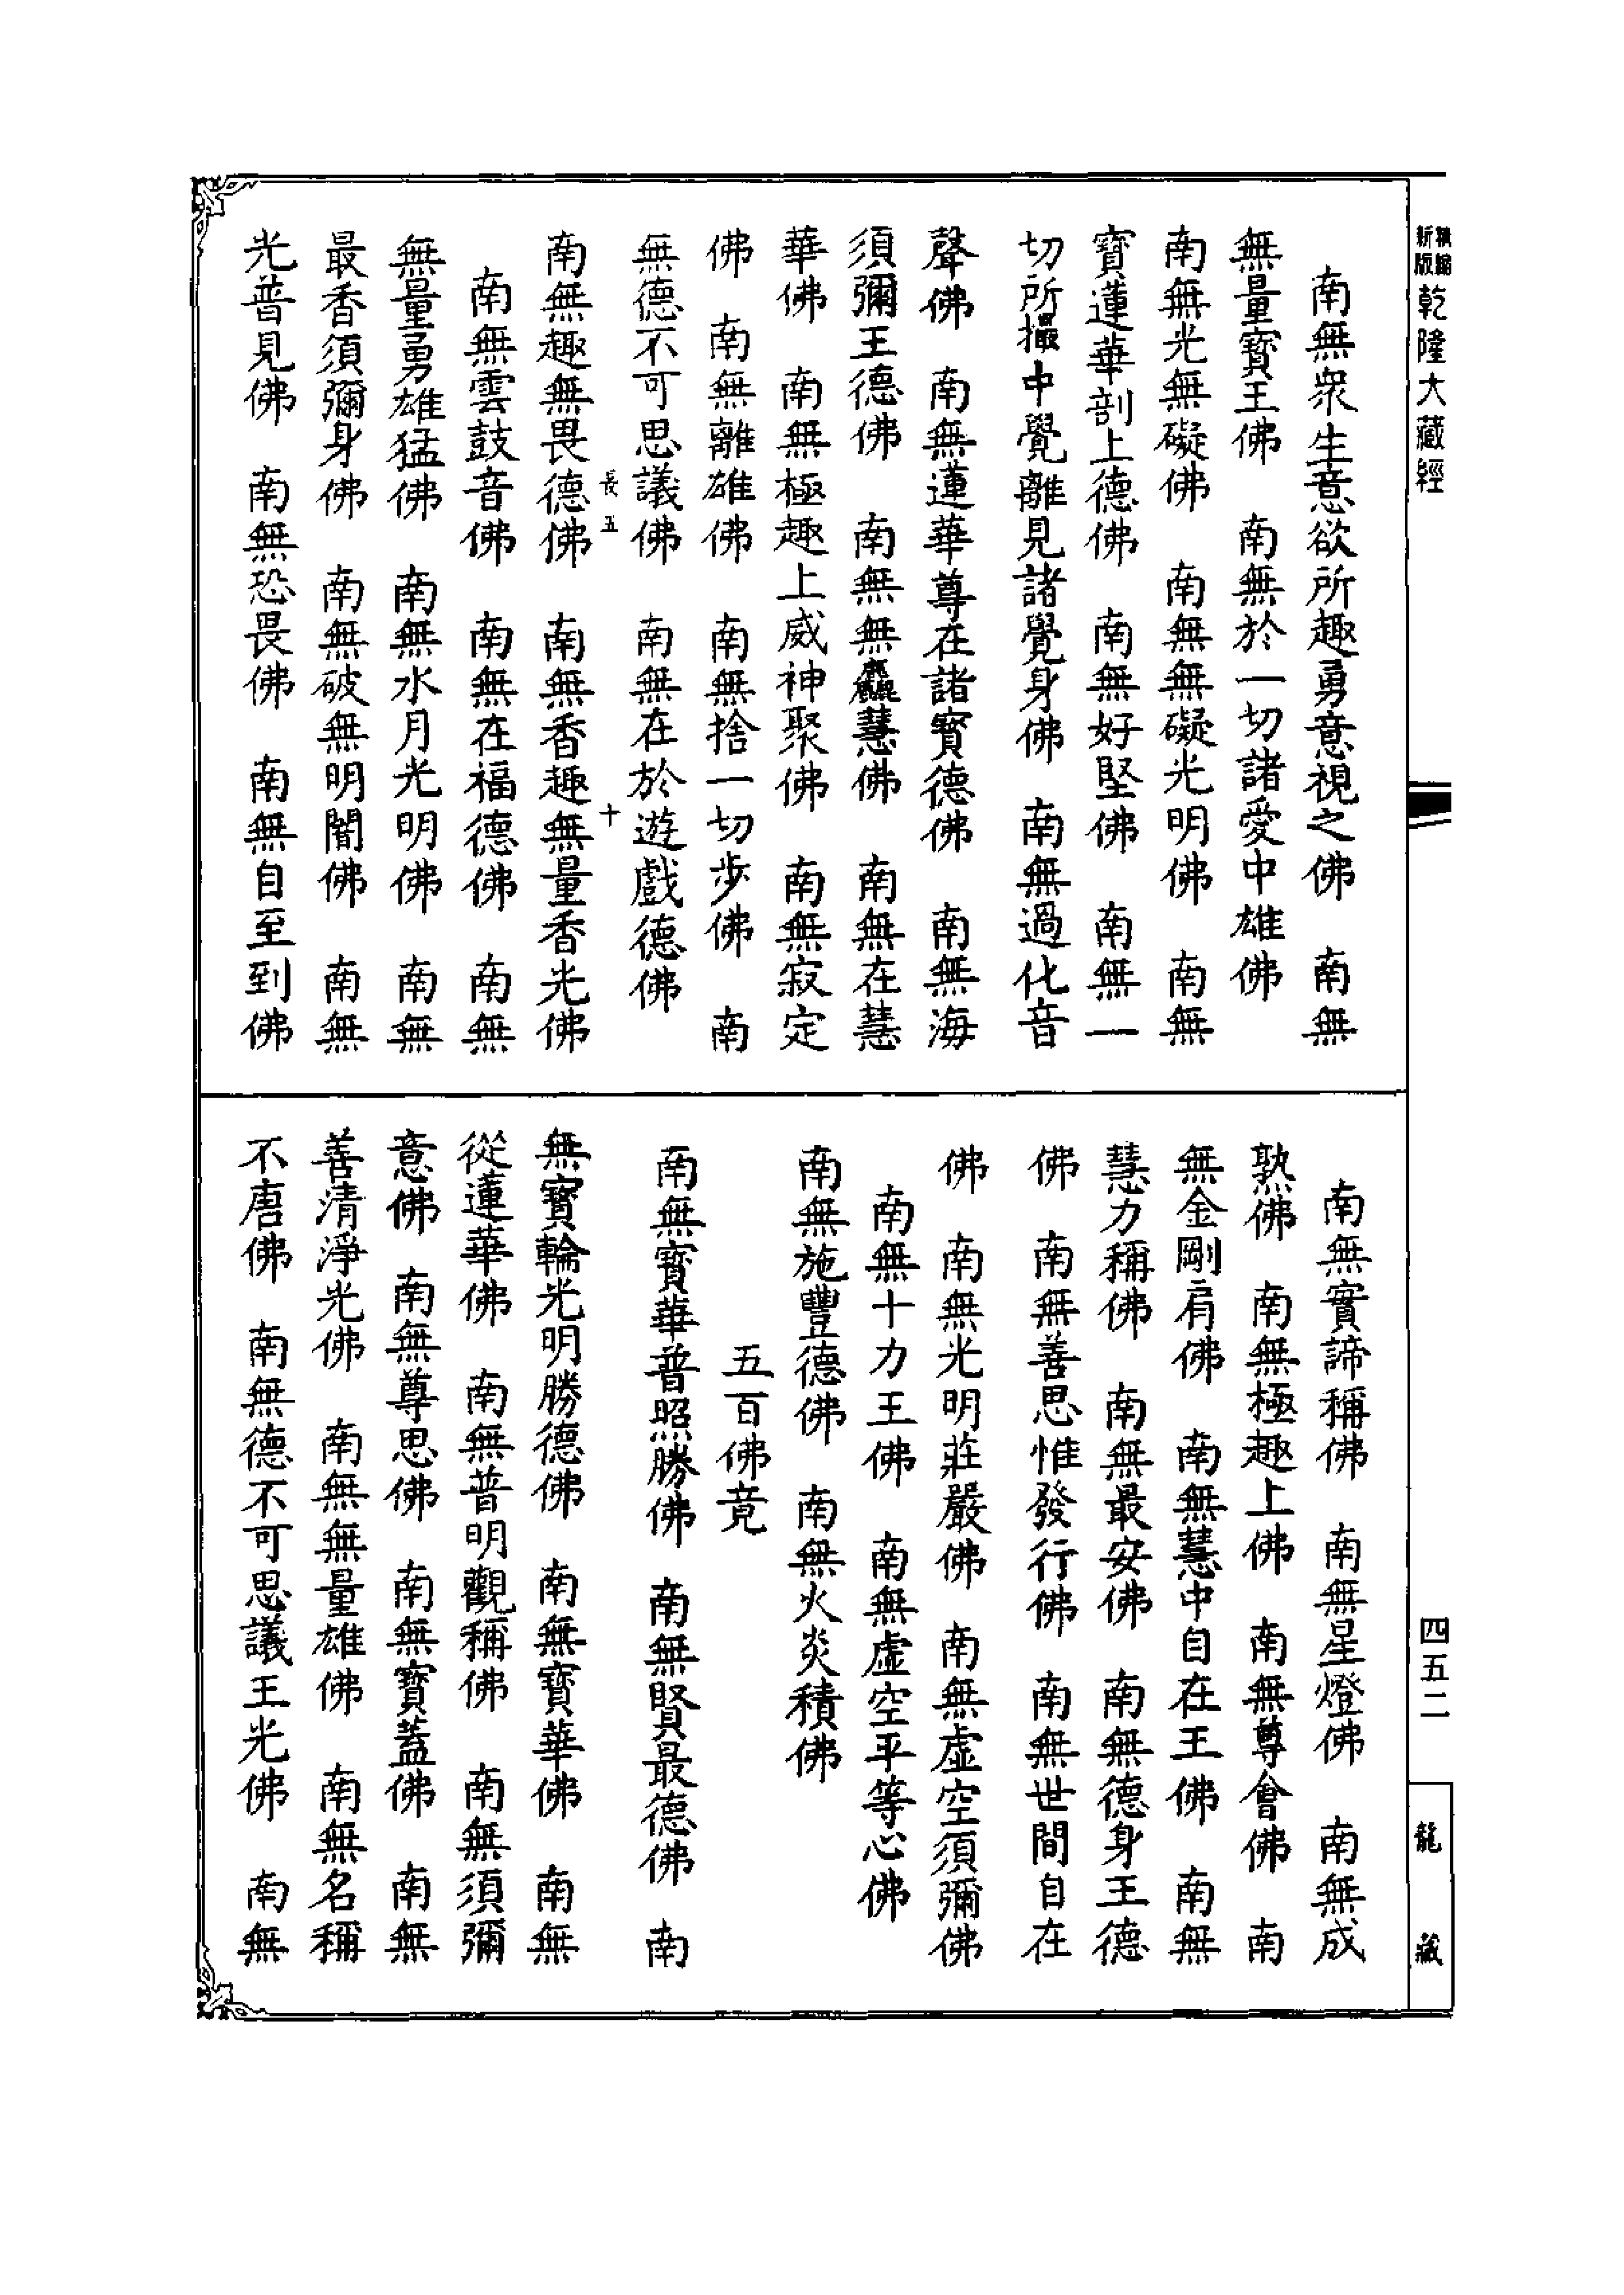 新版
乾隆大藏經
南無衆生意欲所趣勇意視之佛　南無
無量寶王佛　南無於一切諸愛中雄佛
南無光無礙佛　南無無礙光明佛　南無
寶蓮華剖上德佛　南無好堅佛　南無一
切所撮中覺離見諸覺身佛　南無過化音
聲佛　南無蓮華尊在諸寶德佛　南無海
須彌王德佛　南無無麤慧佛　南無在慧
華佛　南無極趣上威神聚佛　南無寂定
佛　南無離雄佛　南無捨一切步佛　南
無德不可思議佛　南無在於遊戲德佛
長五　十
南無趣無畏德佛　南無香趣無量香光佛
南無雲鼓音佛　南無在福德佛　南無
無量勇雄猛佛　南無水月光明佛　南無
最香須彌身佛　南無破無明闇佛　南無
光普見佛　南無恐畏佛　南無自至到佛
南無實諦稱佛　南無星燈佛　南無成
熟佛　南無極趣上佛　南無尊會佛　南
無金剛肩佛　南無慧中自在王佛　南無
慧力稱佛　南無最安佛　南無德身王德
佛　南無善思惟發行佛　南無世間自在
佛　南無光明莊嚴佛　南無虛空須彌佛
南無十力王佛　南無虛空平等心佛
南無施豐德佛　南無火炎積佛
五百佛竟
南無寶華普照勝佛　南無賢最德佛　南
無寶輪光明勝德佛　南無寶華佛　南無
從蓮華佛　南無普明觀稱佛　南無須彌
意佛　南無尊思佛　南無寶蓋佛　南無
善清淨光佛　南無無量雄佛　南無名稱
不唐佛　南無德不可思議王光佛　南無
四五二
龍藏